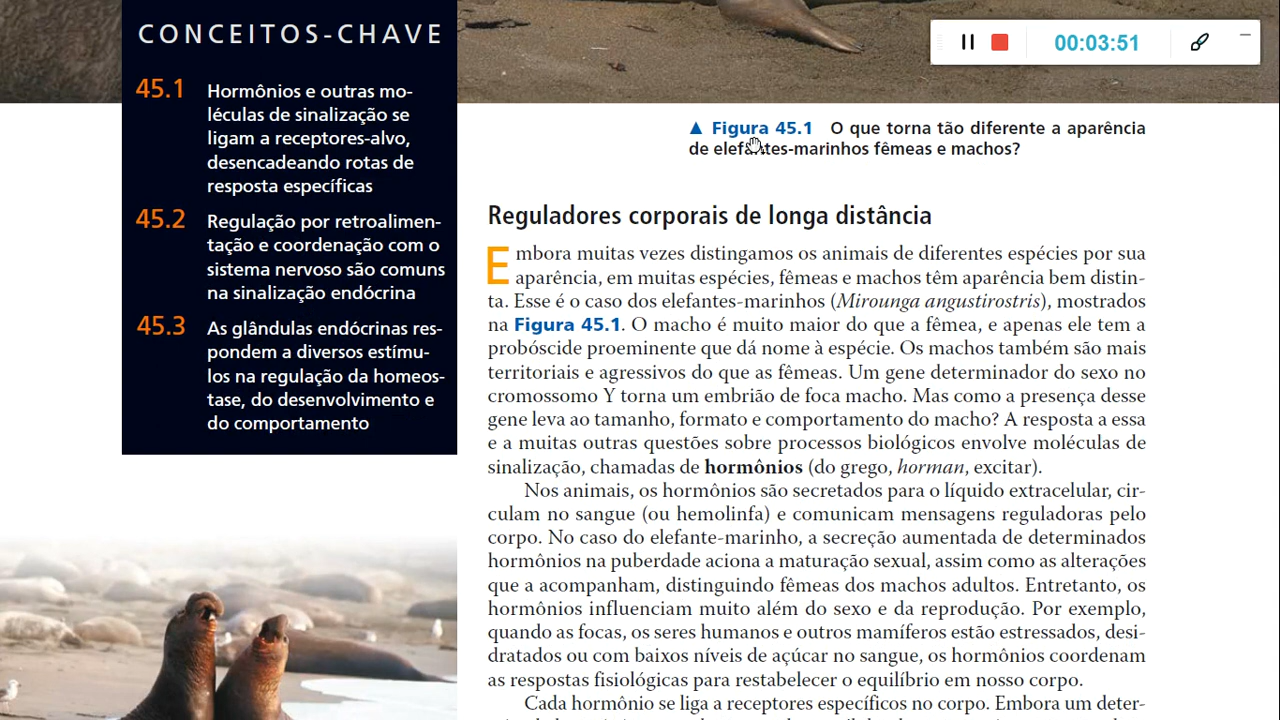 CONCEITOS-CHAVE
45.1 Hormônios e outras mo-
léculas de sinalização se
ligam a receptores-alvo,
desencadeando rotas de
resposta específicas
45.2 Regulação por retroalimen-
tação e coordenação com o
sistema nervoso são comuns
na sinalização endócrina
45.3 As glândulas endócrinas res-
pondem a diversos estímu-
los na regulação da homeos-
tase, do desenvolvimento e
do comportamento
00:03:51
▲ Figura 45.1 O que torna tão diferente a aparência
de elefantes-marinhos fêmeas e machos?
Reguladores corporais de longa distância
Embora muitas vezes distingamos os animais de diferentes espécies por sua
aparência, em muitas espécies, fêmeas e machos têm aparência bem distin-
ta. Esse é o caso dos elefantes-marinhos (Mirounga angustirostris), mostrados
na Figura 45.1. O macho é muito maior do que a fêmea, e apenas ele tem a
probóscide proeminente que dá nome à espécie. Os machos também são mais
territoriais e agressivos do que as fêmeas. Um gene determinador do sexo no
cromossomo Y torna um embrião de foca macho. Mas como a presença desse
gene leva ao tamanho, formato e comportamento do macho? A resposta a essa
e a muitas outras questões sobre processos biológicos envolve moléculas de
sinalização, chamadas de hormônios (do grego, horman, excitar).
Nos animais, os hormônios são secretados para o líquido extracelular, cir-
culam no sangue (ou hemolinfa) e comunicam mensagens reguladoras pelo
corpo. No caso do elefante-marinho, a secreção aumentada de determinados
hormônios na puberdade aciona a maturação sexual, assim como as alterações
que a acompanham, distinguindo fêmeas dos machos adultos. Entretanto, os
hormônios influenciam muito além do sexo e da reprodução. Por exemplo,
quando as focas, os seres humanos e outros mamíferos estão estressados, desi-
dratados ou com baixos níveis de açúcar no sangue, os hormônios coordenam
as respostas fisiológicas para restabelecer o equilíbrio em nosso corpo.
Cada hormônio se liga a receptores específicos no corpo. Embora um deter-